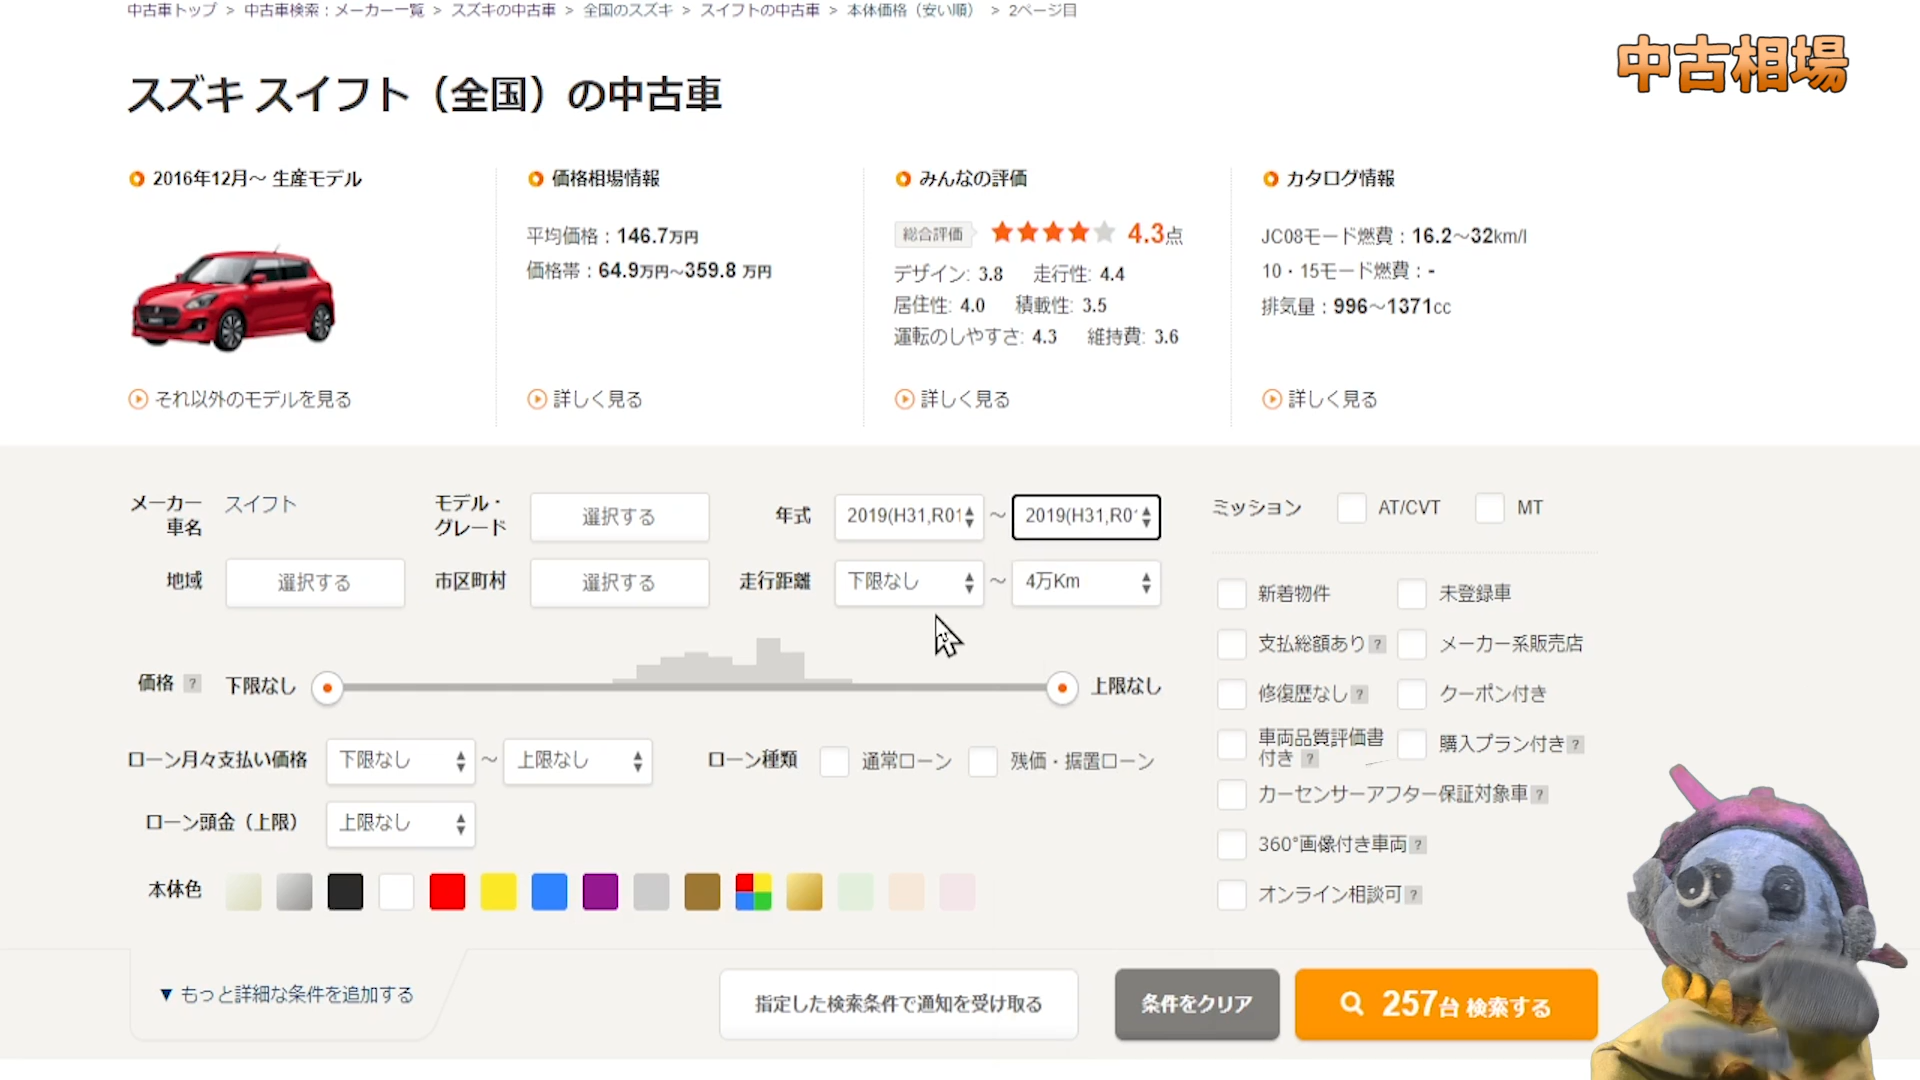 中古車トップ > 中古車検索：メーカー一覧 > スズキの中古車 > 全国のスズキ > スイフトの中古車 > 本体価格（安い順） > 2ページ目
中古相場
スズキ スイフト（全国）の中古車
2016年12月～ 生産モデル
それ以外のモデルを見る
価格相場情報
平均価格：146.7万円
価格帯：64.9万円～359.8 万円
詳しく見る
みんなの評価
総合評価 4.3点
デザイン: 3.8 走行性: 4.4
居住性: 4.0 積載性: 3.5
運転のしやすさ: 4.3 維持費: 3.6
詳しく見る
カタログ情報
JC08モード燃費：16.2～32km/l
10・15モード燃費：-
排気量：996～1371cc
詳しく見る
メーカー
車名
スイフト
モデル・
グレード
選択する
年式 2019(H31,R01 ～ 2019(H31,R0
地域 選択する
市区町村 選択する
走行距離 下限なし ～ 4万Km
価格 ? 下限なし 上限なし
ローン月々支払い価格 下限なし ～ 上限なし
ローン種類 通常ローン 残価・据置ローン
ローン頭金（上限） 上限なし
本体色
ミッション AT/CVT MT
新着物件 未登録車
支払総額あり ? メーカー系販売店
修復歴なし ? クーポン付き
車両品質評価書
付き ?
購入プラン付き ?
カーセンサーアフター保証対象車 ?
360°画像付き車両 ?
オンライン相談可 ?
▼ もっと詳細な条件を追加する
指定した検索条件で通知を受け取る
条件をクリア
257台 検索する